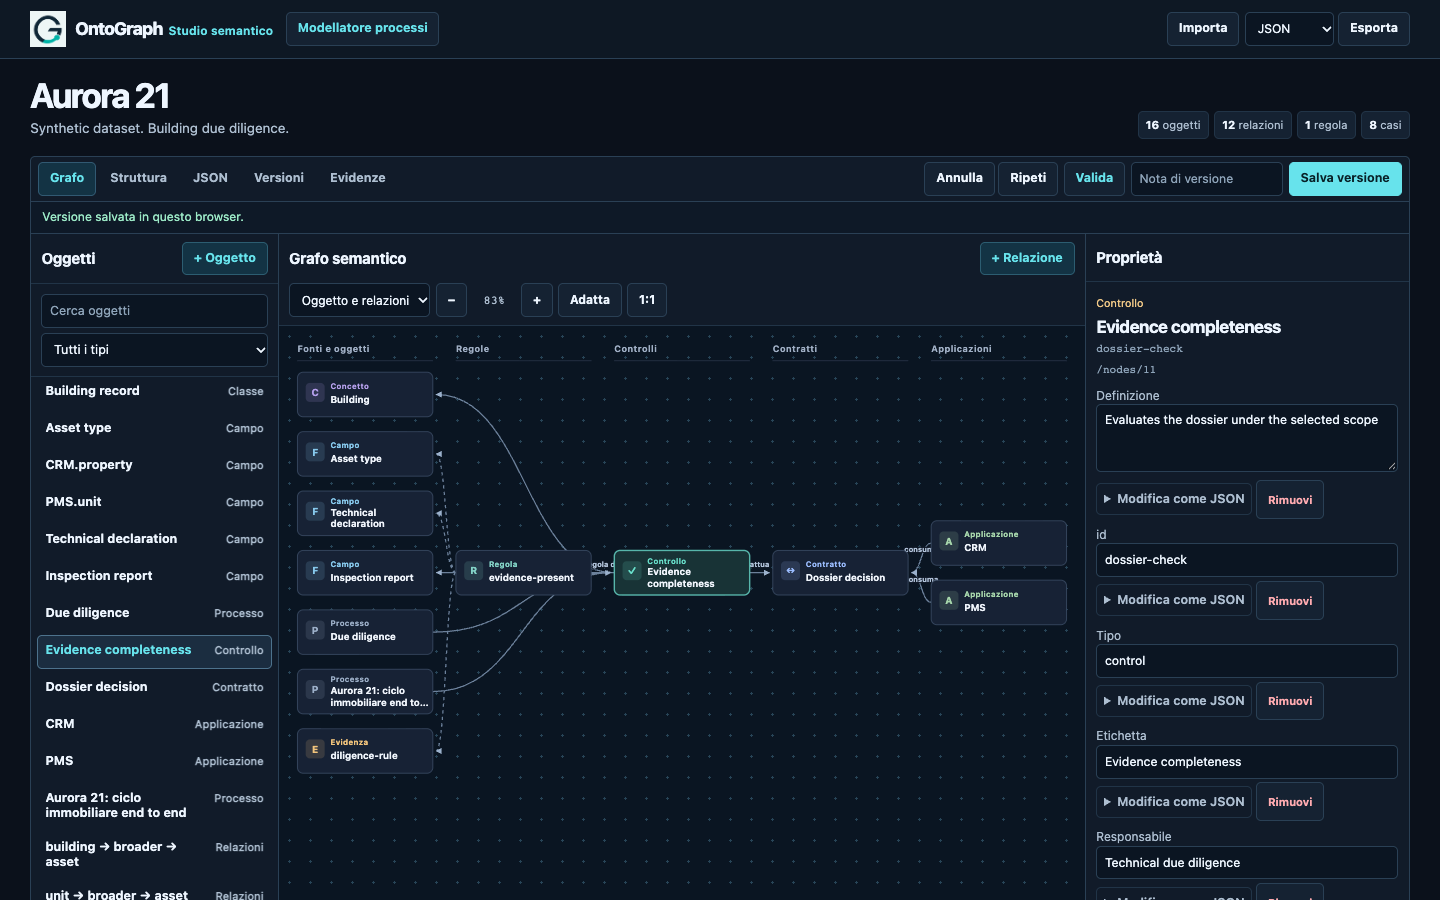 OntoGraph Studio semantico
Modellatore processi
Importa
JSON
Esporta
Aurora 21
Synthetic dataset. Building due diligence.
16 oggetti
12 relazioni
1 regola
8 casi
Grafo
Struttura
JSON
Versioni
Evidenze
Annulla
Ripeti
Valida
Nota di versione
Salva versione
Versione salvata in questo browser.
Oggetti
+ Oggetto
Cerca oggetti
Tutti i tipi
Building record Classe
Asset type Campo
CRM.property Campo
PMS.unit Campo
Technical declaration Campo
Inspection report Campo
Due diligence Processo
Evidence completeness Controllo
Dossier decision Contratto
CRM Applicazione
PMS Applicazione
Aurora 21: ciclo Processo
immobiliare end to end
building → broader → Relazioni
asset
unit → broader → asset Relazioni
Grafo semantico
+ Relazione
Oggetto e relazioni
−
83%
+
Adatta
1:1
Fonti e oggetti
Regole
Controlli
Contratti
Applicazioni
C
Concetto
Building
F
Campo
Asset type
F
Campo
Technical
declaration
F
Campo
Inspection report
P
Processo
Due diligence
P
Processo
Aurora 21: ciclo
immobiliare end to...
E
Evidenza
diligence-rule
R
Regola
evidence-present
Controllo
Evidence
completeness
attua
Contratto
Dossier decision
A
Applicazione
CRM
A
Applicazione
PMS
Proprietà
Controllo
Evidence completeness
dossier-check
/nodes/11
Definizione
Evaluates the dossier under the selected scope
Modifica come JSON
Rimuovi
id
dossier-check
Modifica come JSON
Rimuovi
Tipo
control
Modifica come JSON
Rimuovi
Etichetta
Evidence completeness
Modifica come JSON
Rimuovi
Responsabile
Technical due diligence